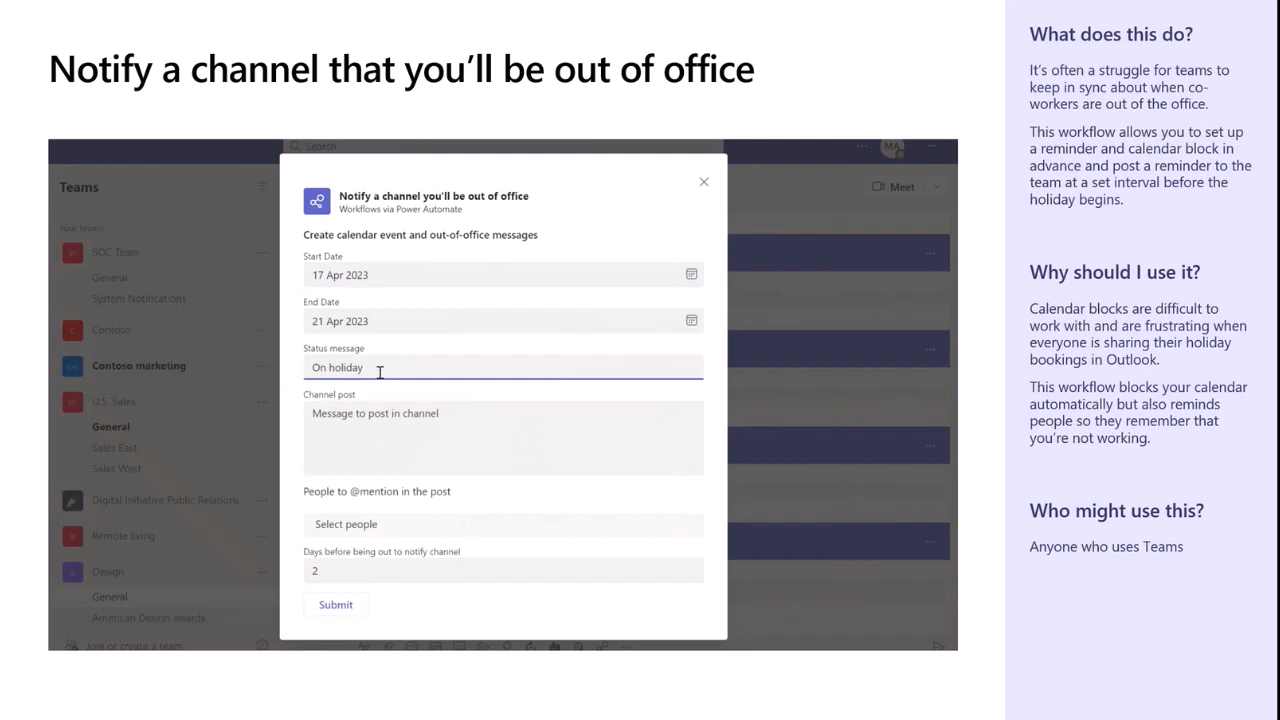 Notify a channel that you’ll be out of office
Search
MA
Teams
Meet
Your teams
SOC Team
General
System Notifications
Contoso
Contoso marketing
U.S. Sales
General
Sales East
Sales West
Digital Initiative Public Relations
Remote living
Design
General
American Design awards
Join or create a team
Notify a channel you'll be out of office
Workflows via Power Automate
Create calendar event and out-of-office messages
Start Date
17 Apr 2023
End Date
21 Apr 2023
Status message
On holiday
Channel post
Message to post in channel
People to @mention in the post
Select people
Days before being out to notify channel
2
Submit
What does this do?
It’s often a struggle for teams to
keep in sync about when co-
workers are out of the office.
This workflow allows you to set up
a reminder and calendar block in
advance and post a reminder to the
team at a set interval before the
holiday begins.
Why should I use it?
Calendar blocks are difficult to
work with and are frustrating when
everyone is sharing their holiday
bookings in Outlook.
This workflow blocks your calendar
automatically but also reminds
people so they remember that
you’re not working.
Who might use this?
Anyone who uses Teams